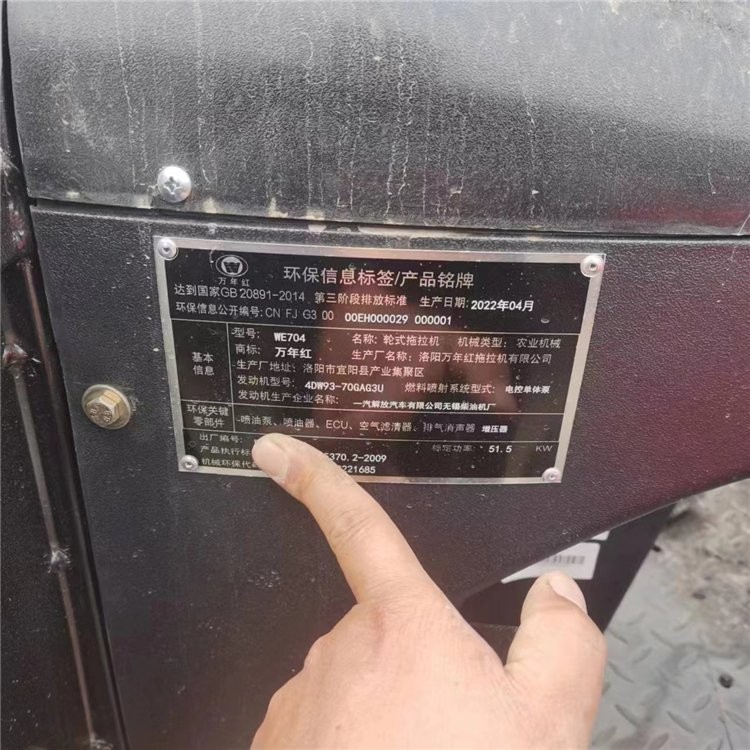 万年红
环保信息标签/产品铭牌
达到国家GB 20891-2014 第三阶段排放标准 生产日期:2022年04月
环保信息公开编号:CN FJ G3 00 00EH000029 000001
基本信息
型号: WE704 名称: 轮式拖拉机 机械类型: 农业机械
商标: 万年红 生产厂名称: 洛阳万年红拖拉机有限公司
生产厂地址: 洛阳市宜阳县产业集聚区
发动机型号: 4DW93-70GAG3U 燃料喷射系统型式: 电控单体泵
发动机生产企业名称: 一汽解放汽车有限公司无锡柴油机厂
环保关键零部件
喷油泵、喷油器、ECU、空气滤清器、排气消声器 增压器
出厂编号: 标定功率: 51.5 KW
产品执行标 5370.2-2009
机械环保代 221685
8.8